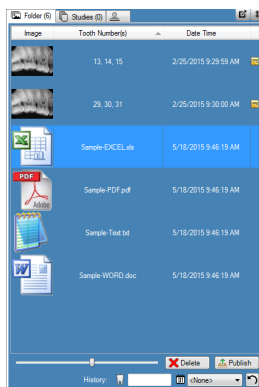 Folder (6) Studies (0)
Image Tooth Number(s) Date Time
13, 14, 15 2/25/2015 9:29:59 AM
29, 30, 31 2/25/2015 9:30:00 AM
Sample-EXCEL.xls 5/18/2015 9:46:19 AM
PDF
Adobe
Sample-PDF.pdf 5/18/2015 9:46:19 AM
Sample-Text.txt 5/18/2015 9:46:19 AM
W
Sample-WORD.doc 5/18/2015 9:46:19 AM
Delete Publish
History: <None>